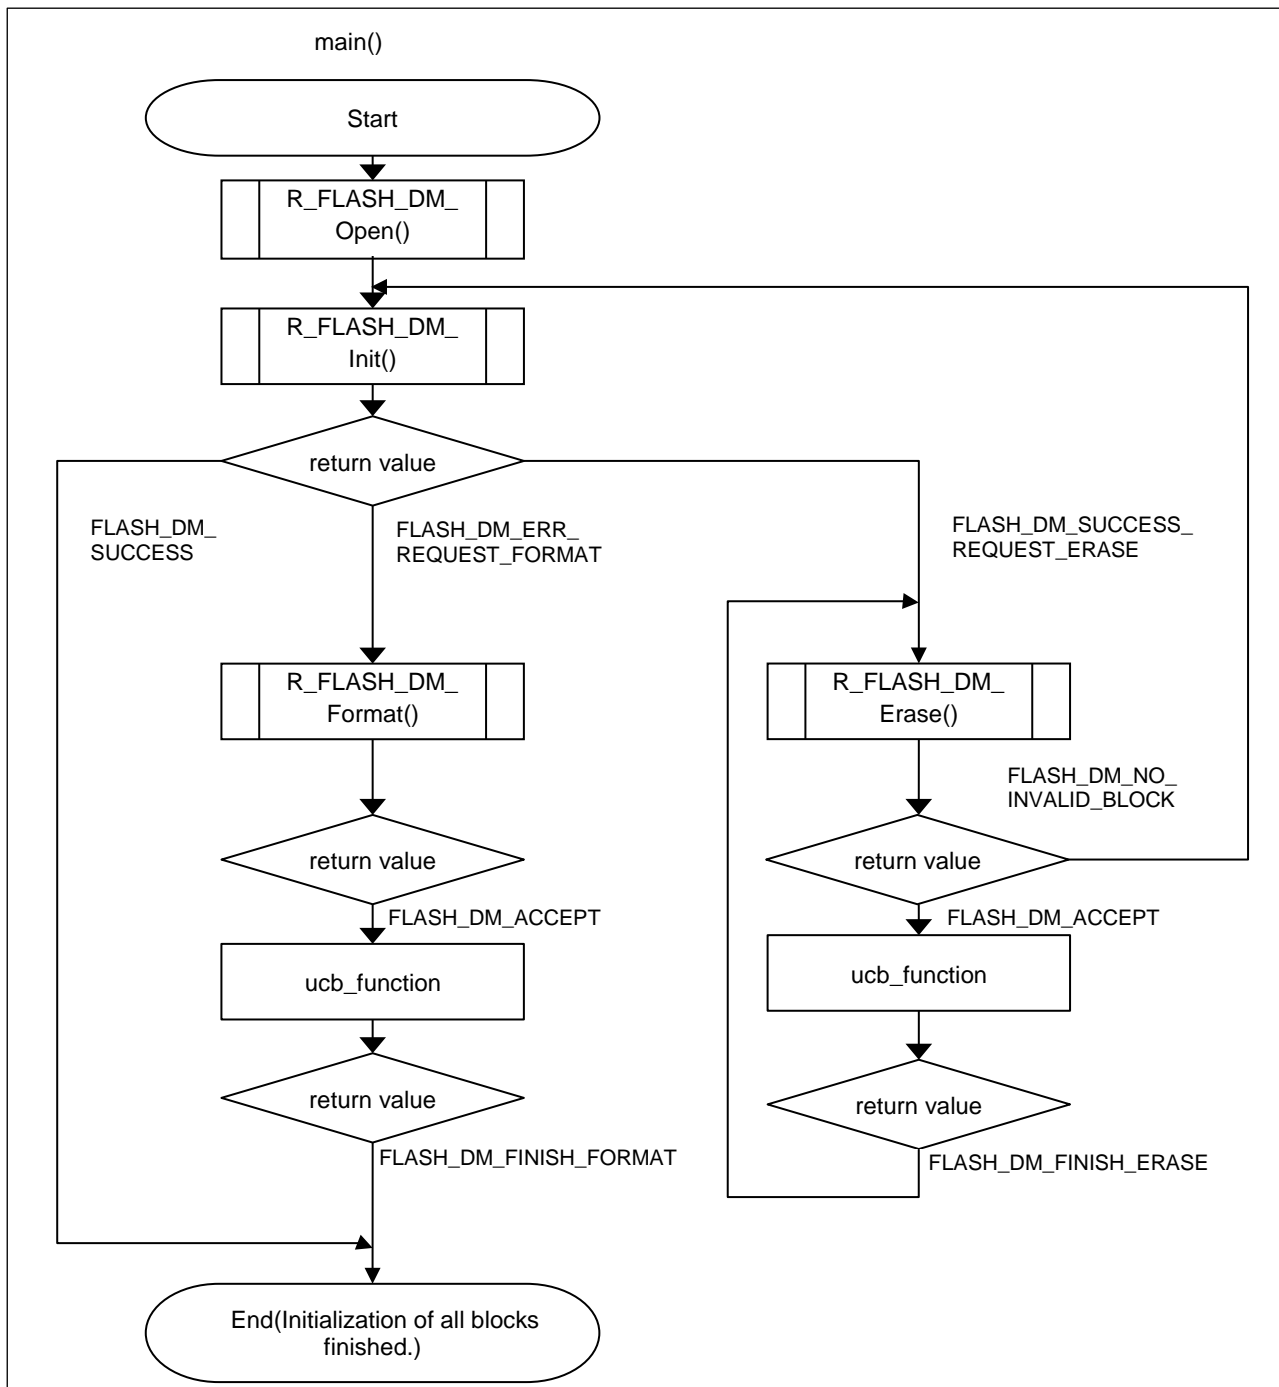 main()
Start
R_FLASH_DM_
Open()
R_FLASH_DM_
Init()
return value
FLASH_DM_
SUCCESS
FLASH_DM_ERR_
REQUEST_FORMAT
FLASH_DM_SUCCESS_
REQUEST_ERASE
R_FLASH_DM_
Format()
R_FLASH_DM_
Erase()
FLASH_DM_NO_
INVALID_BLOCK
return value
return value
FLASH_DM_ACCEPT
FLASH_DM_ACCEPT
ucb_function
ucb_function
return value
return value
FLASH_DM_FINISH_FORMAT
FLASH_DM_FINISH_ERASE
End(Initialization of all blocks
finished.)